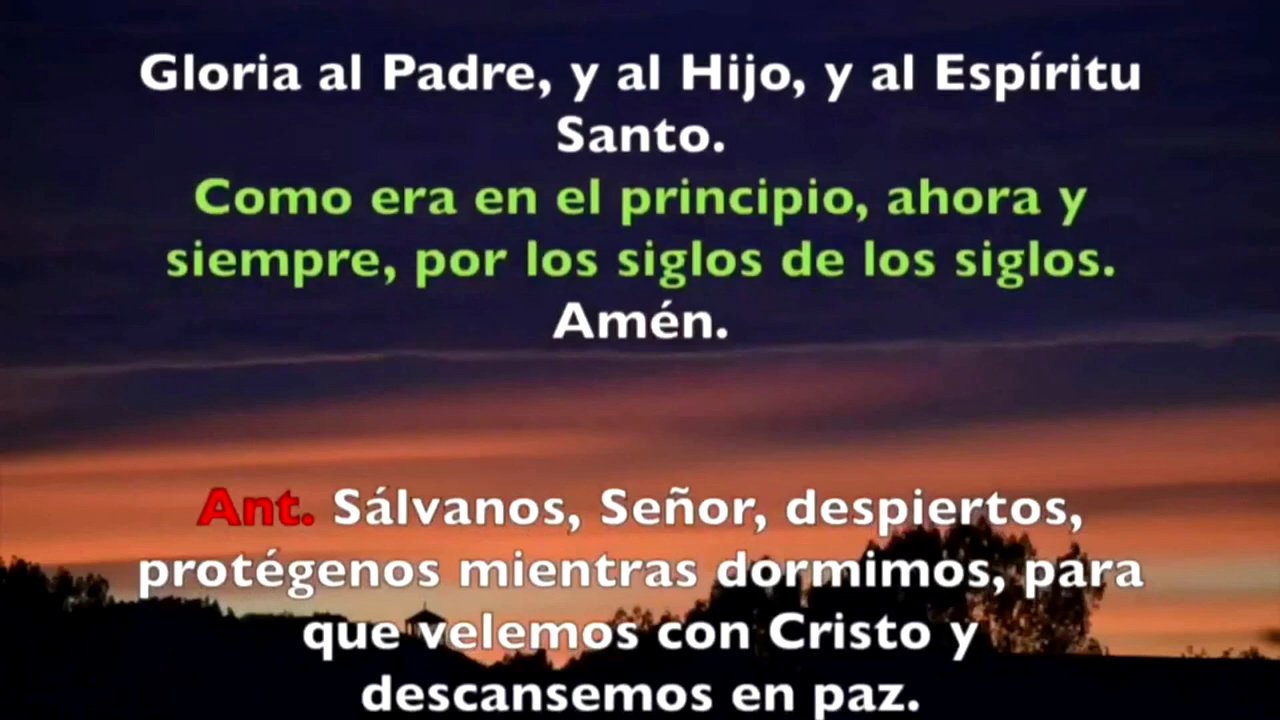 Gloria al Padre, y al Hijo, y al Espíritu
Santo.
Como era en el principio, ahora y
siempre, por los siglos de los siglos.
Amén.
Ant. Sálvanos, Señor, despiertos,
protégenos mientras dormimos, para
que velemos con Cristo y
descansemos en paz.